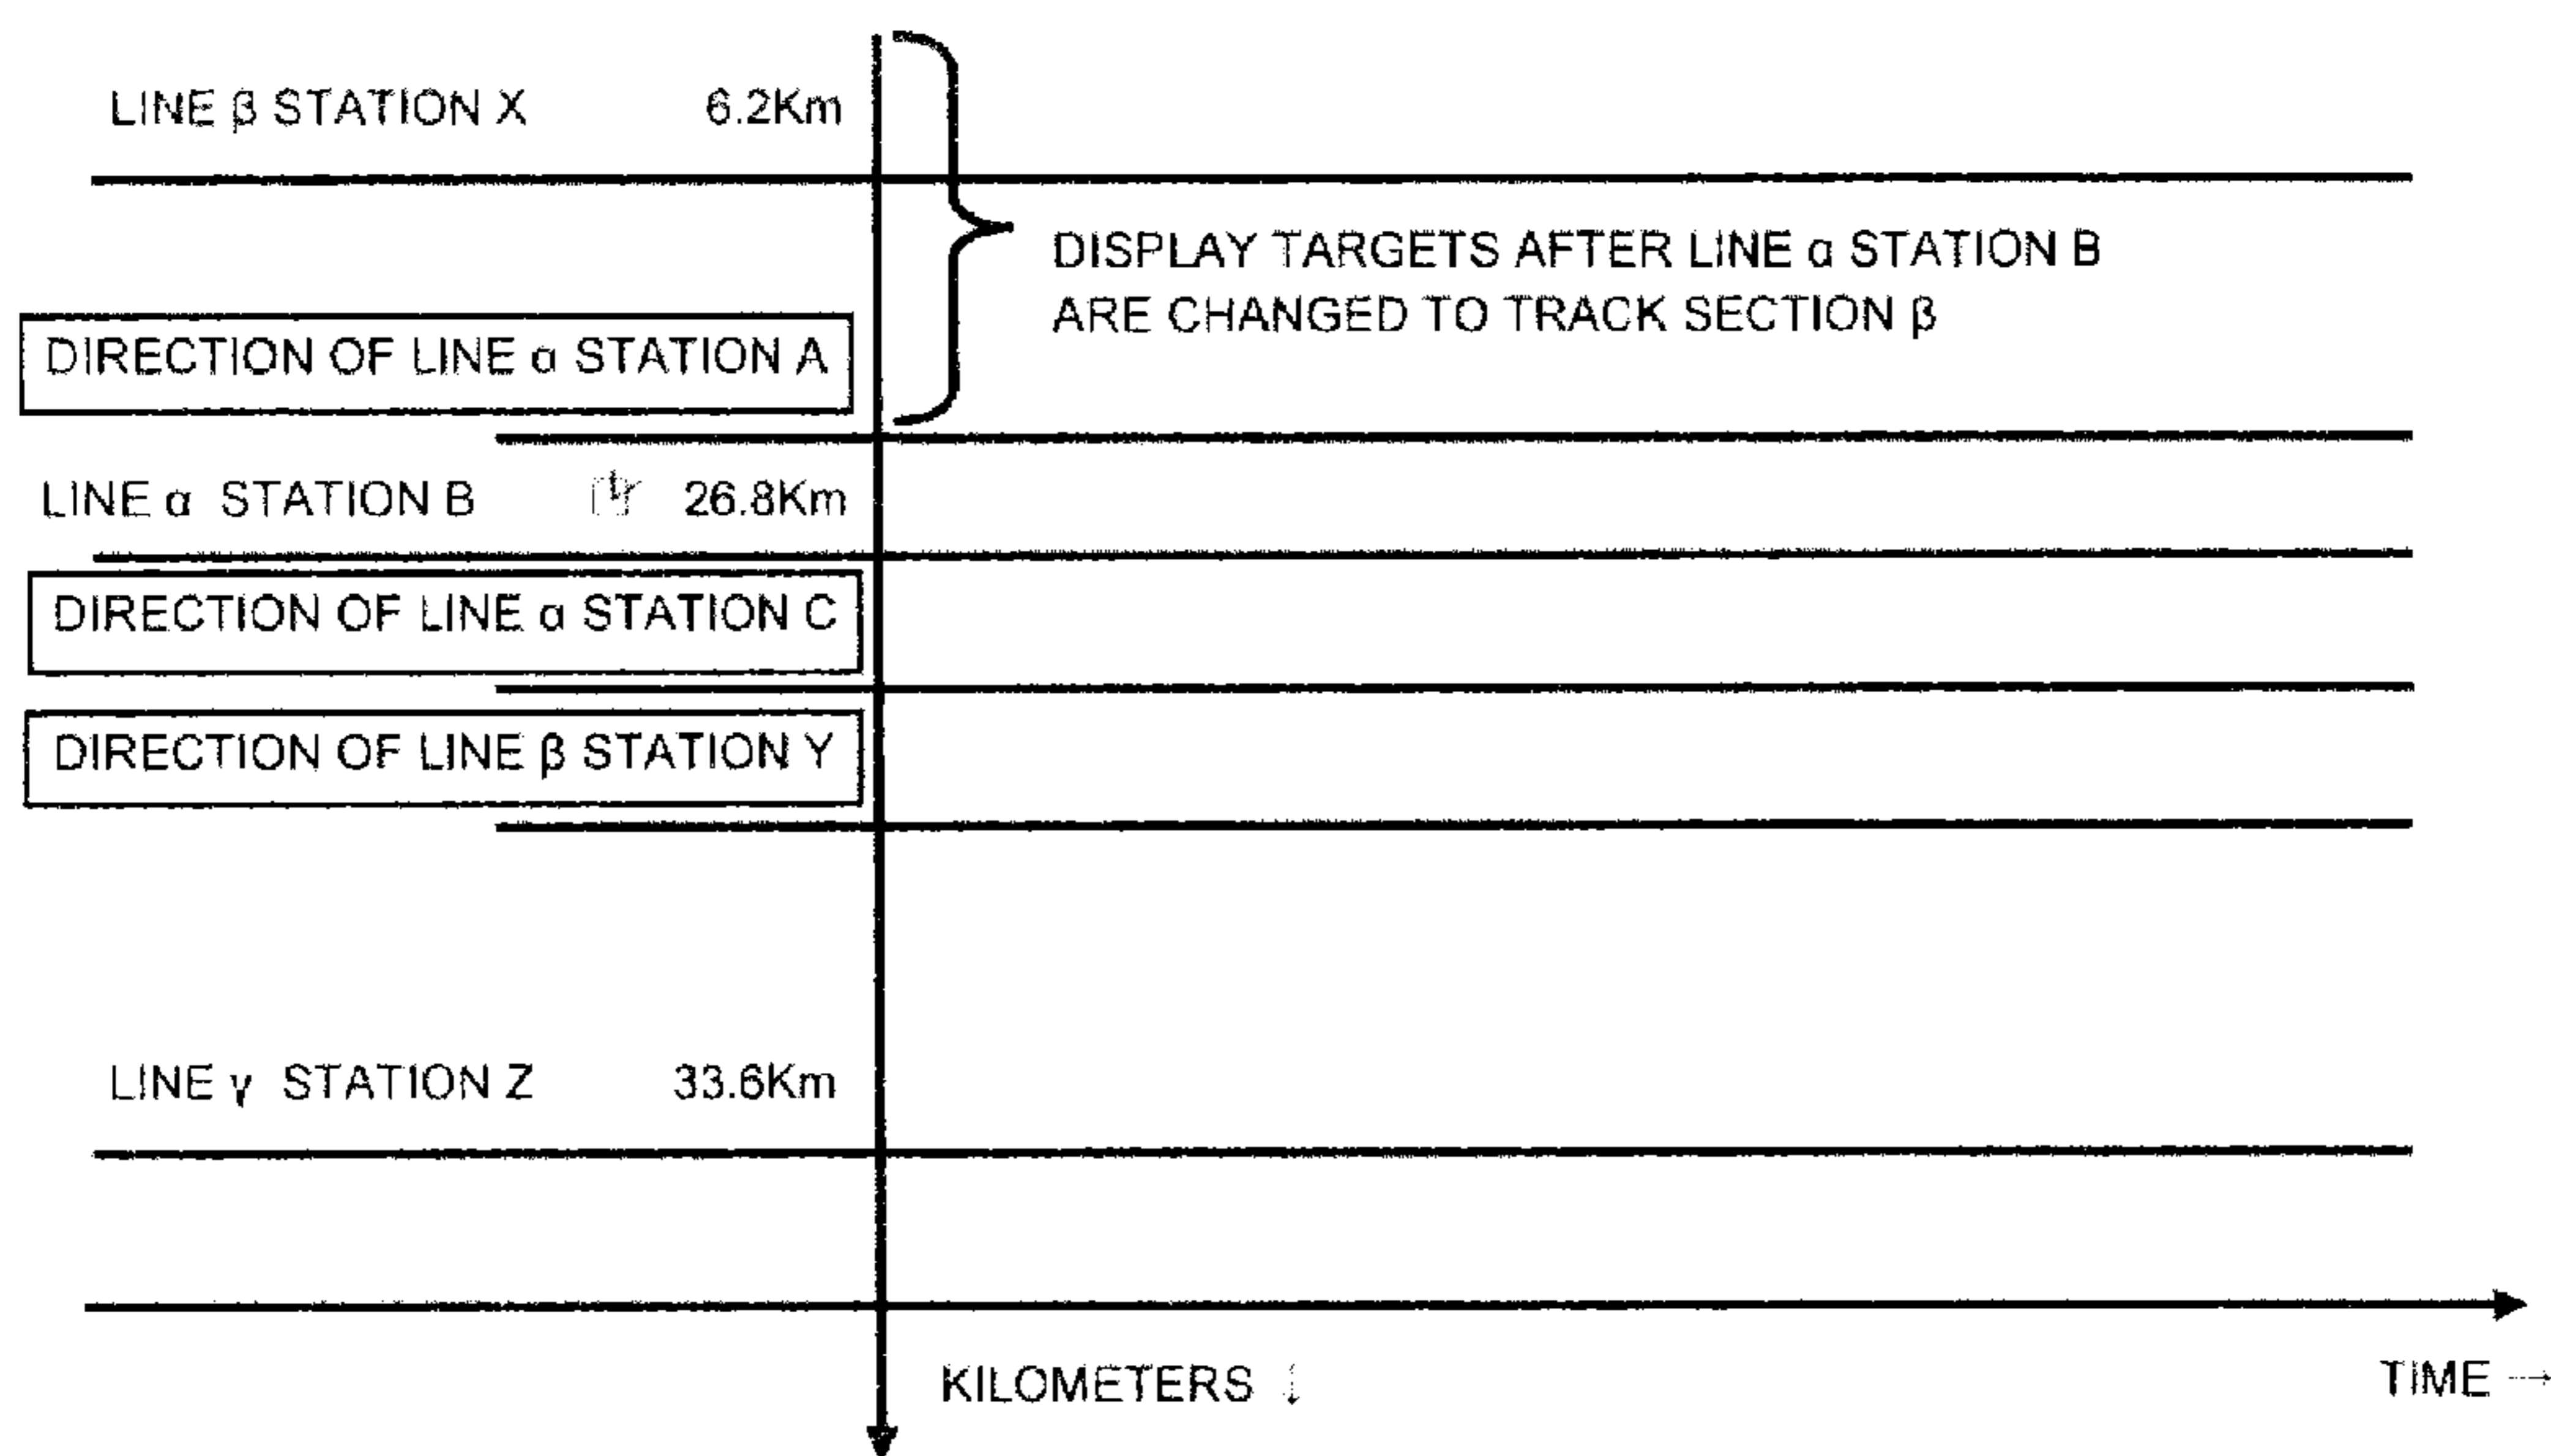 LINE β STATION X 6.2Km
DISPLAY TARGETS AFTER LINE α STATION B
ARE CHANGED TO TRACK SECTION β
DIRECTION OF LINE α STATION A
LINE α STATION B 26.8Km
DIRECTION OF LINE α STATION C
DIRECTION OF LINE β STATION Y
LINE γ STATION Z 33.6Km
KILOMETERS ↓
TIME →